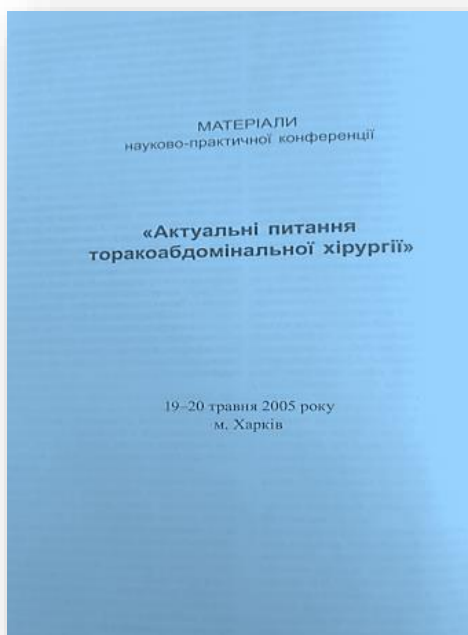 МАТЕРІАЛИ
науково-практичної конференції
«Актуальні питання
торакоабдомінальної хірургії»
19–20 травня 2005 року
м. Харків